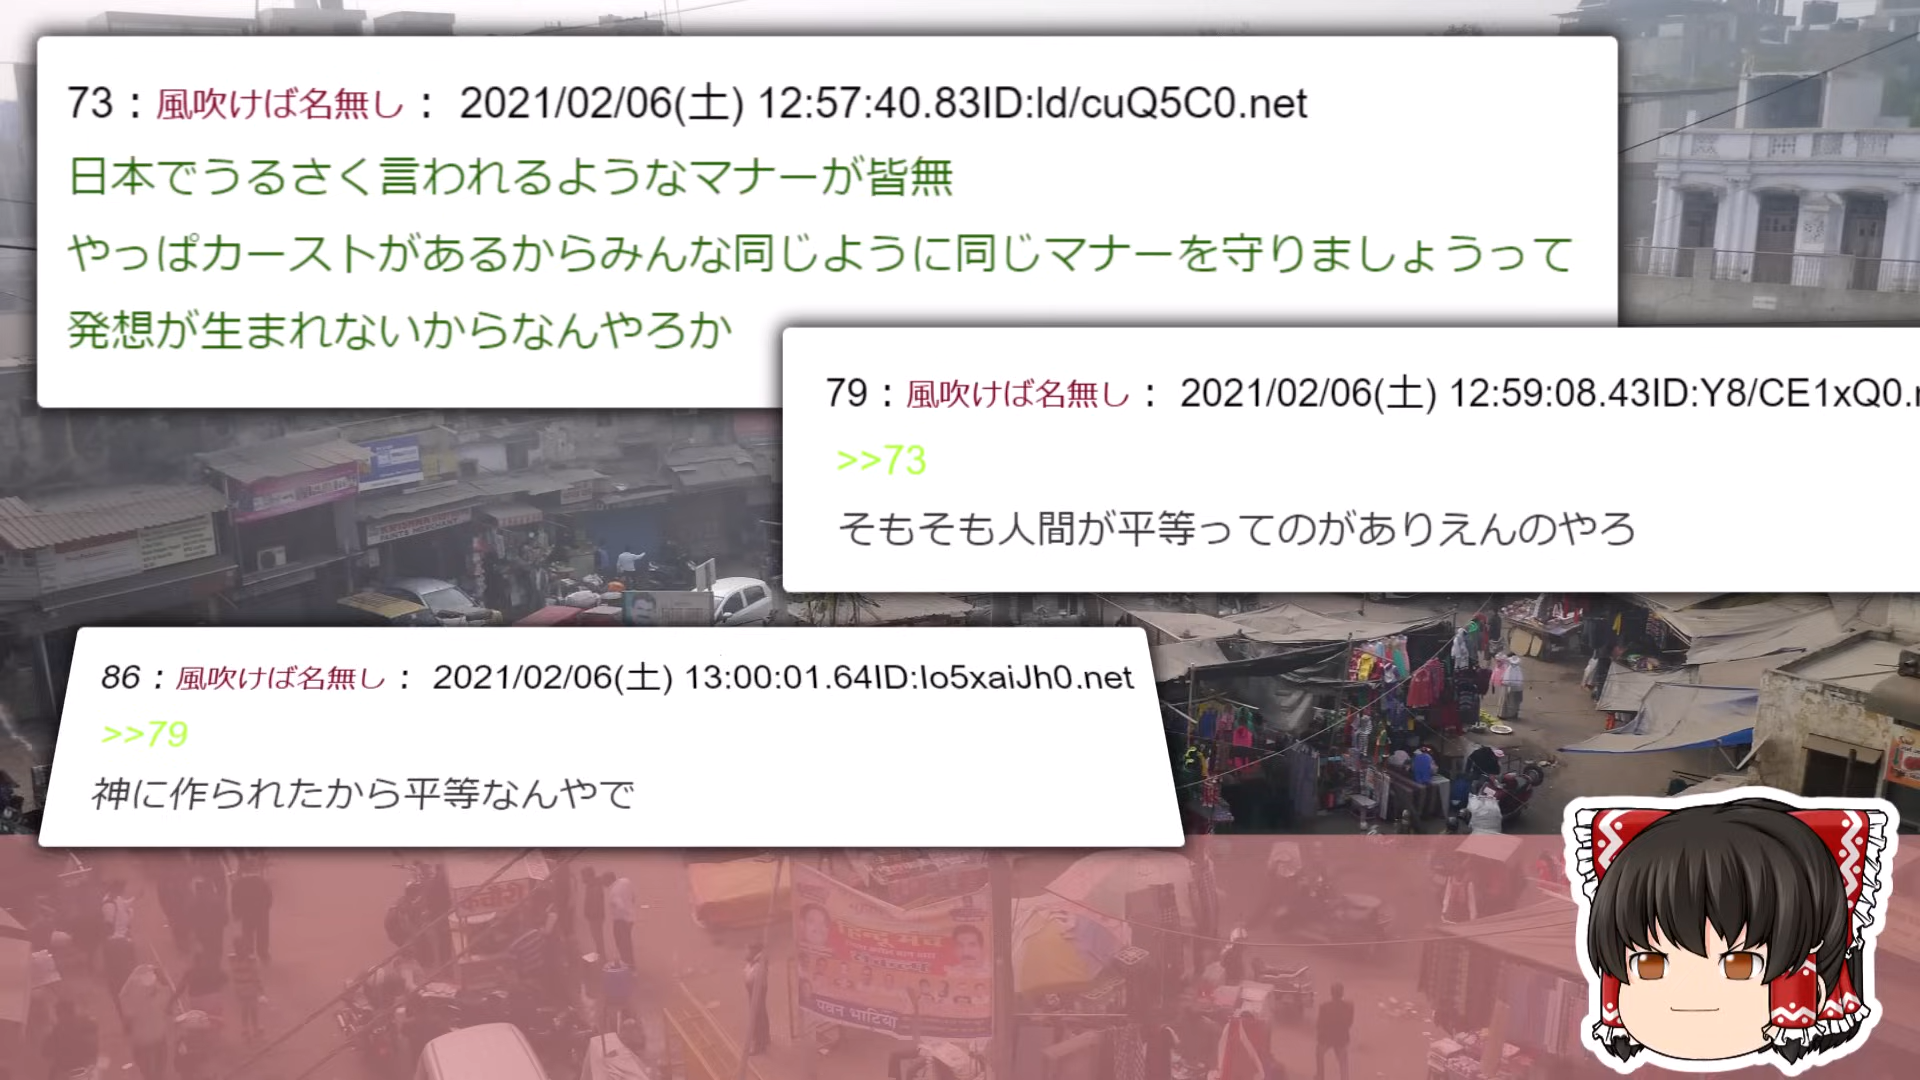 73：風吹けば名無し： 2021/02/06(土) 12:57:40.83ID:ld/cuQ5C0.net
日本でうるさく言われるようなマナーが皆無
やっぱカーストがあるからみんな同じように同じマナーを守りましょうって
発想が生まれないからなんやろか
79：風吹けば名無し： 2021/02/06(土) 12:59:08.43ID:Y8/CE1xQ0.
>>73
そもそも人間が平等ってのがありえんのやろ
86：風吹けば名無し： 2021/02/06(土) 13:00:01.64ID:Io5xaiJh0.net
>>79
神に作られたから平等なんやで
कचौरी
पवन भाटिया